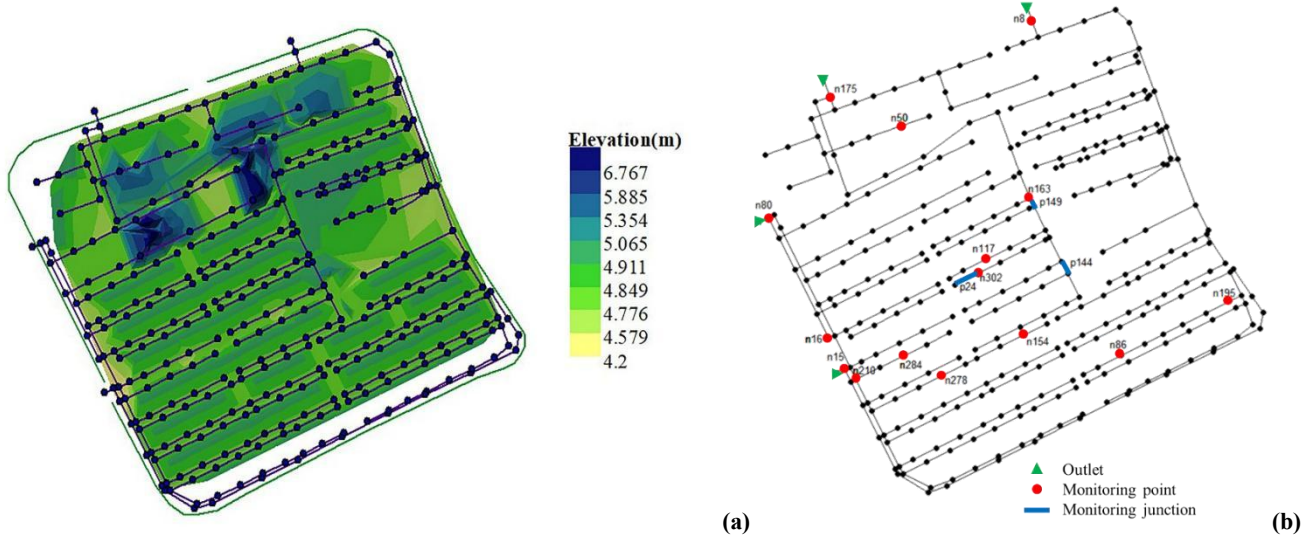 Elevation(m)
6.767
5.885
5.354
5.065
4.911
4.849
4.776
4.579
4.2
(a)
n8
n175
n50
n163
p149
n80
n117
p144
n302
p24
n195
n16
n154
n15
n86
n210
n284
n278
Outlet
Monitoring point
Monitoring junction
(b)